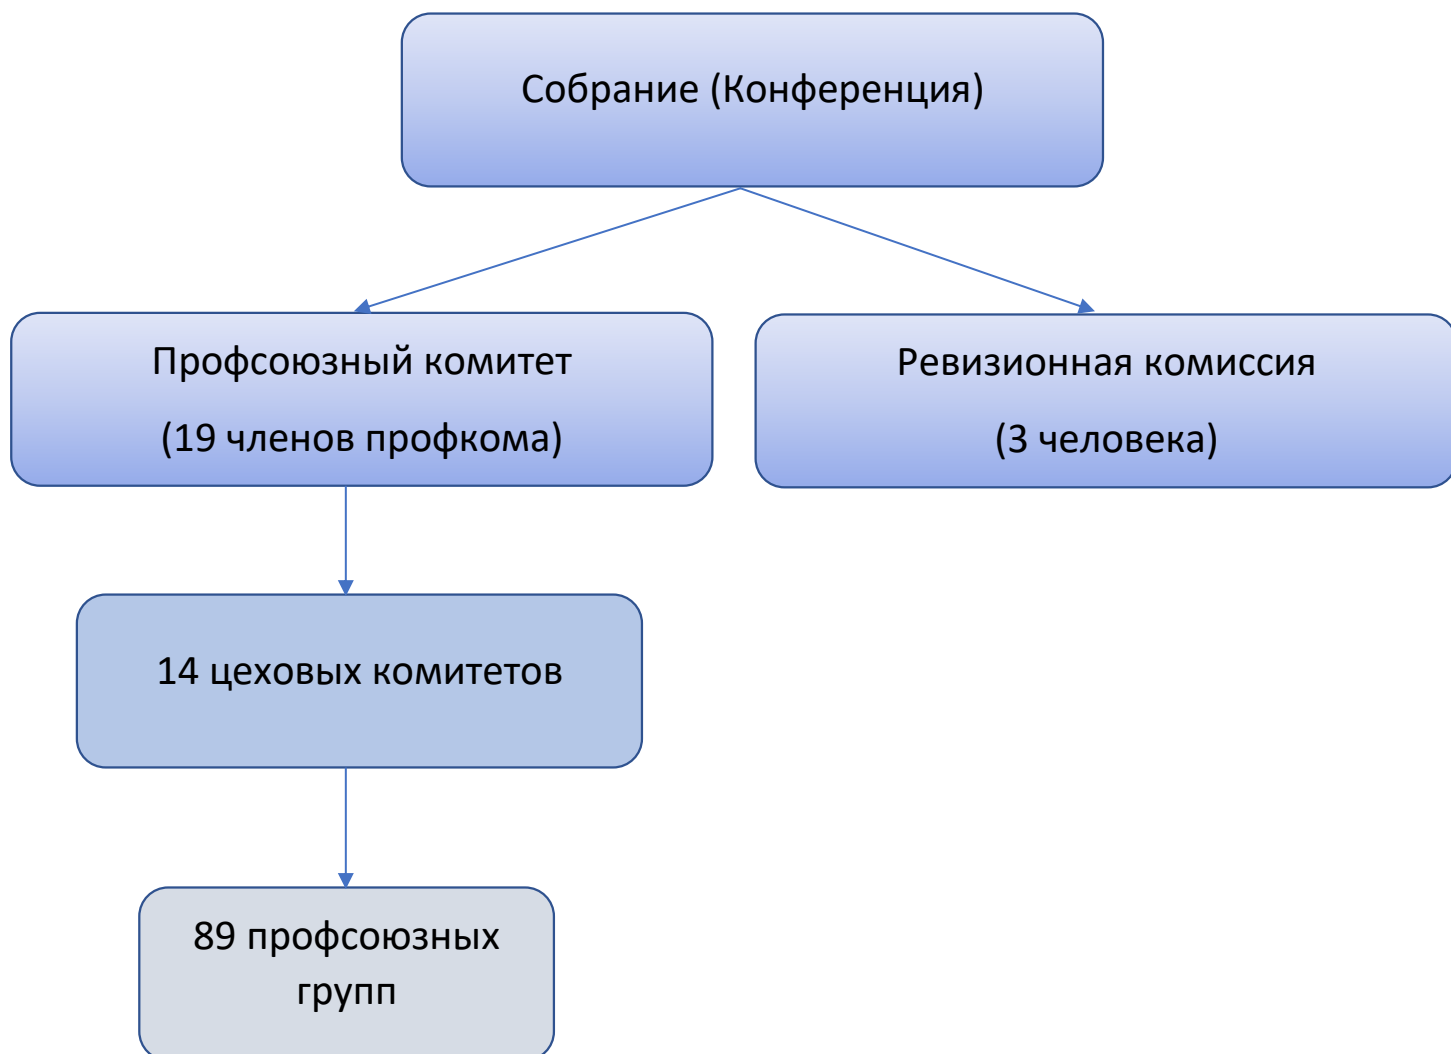 Собрание (Конференция)
Профсоюзный комитет
(19 членов профкома)
Ревизионная комиссия
(3 человека)
14 цеховых комитетов
89 профсоюзных
групп